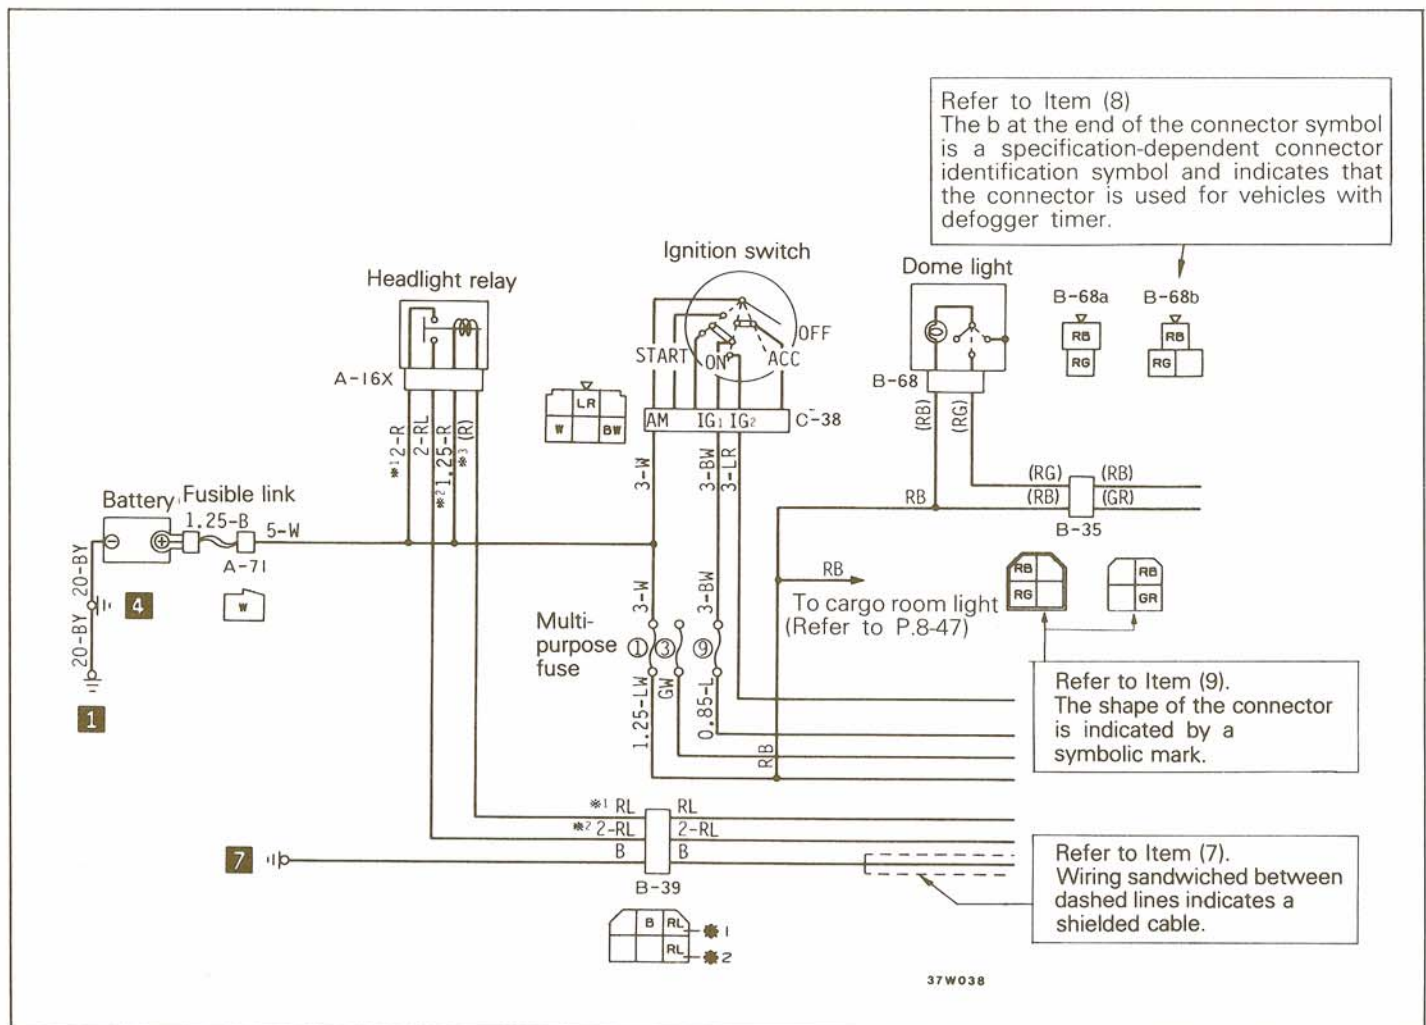 Refer to Item (8)
The b at the end of the connector symbol
is a specification-dependent connector
identification symbol and indicates that
the connector is used for vehicles with
defogger timer.
Ignition switch
Headlight relay
Dome light
B-68a
B-68b
RB
RG
RB
RG
OFF
START
ON
ACC
A-16X
B-68
LR
W
BW
AM
IG1
IG2
C-38
※1 2-R
2-RL
※2 1.25-R
※3 (R)
3-W
3-BW
3-LR
(RB)
(RG)
(RG)
(RB)
RB
(RB)
(GR)
B-35
Battery
Fusible link
1.25-B
5-W
A-71
W
20-BY
4
20-BY
1
RB
To cargo room light
(Refer to P.8-47)
RB
RG
RB
GR
3-W
3-BW
Multi-
purpose
fuse
①
③
⑨
1.25-LW
GW
0.85-L
RB
Refer to Item (9).
The shape of the connector
is indicated by a
symbolic mark.
※1 RL
RL
※2 2-RL
2-RL
7
B
B
B-39
Refer to Item (7).
Wiring sandwiched between
dashed lines indicates a
shielded cable.
B
RL
※1
RL
※2
37W038